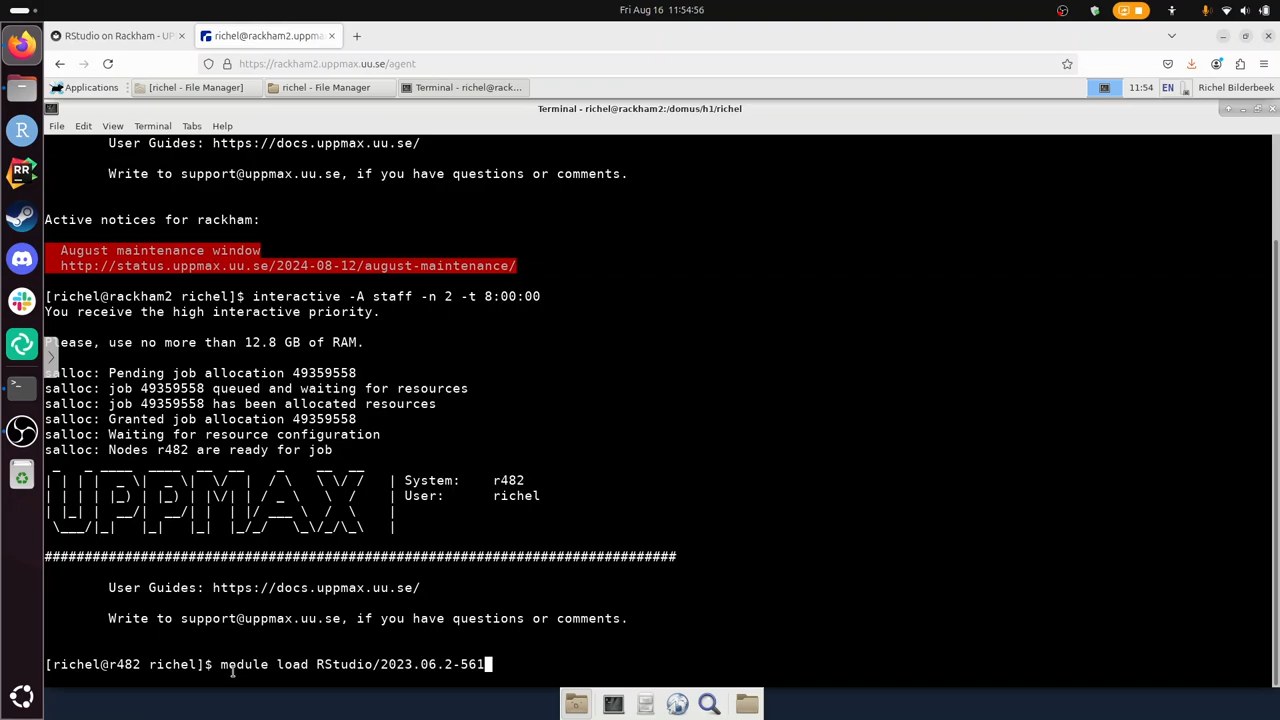 Fri Aug 16 11:54:56
RStudio on Rackham - UP
richel@rackham2.uppma
https://rackham2.uppmax.uu.se/agent
Applications
[richel - File Manager]
richel - File Manager
Terminal - richel@rack...
11:54
EN
Richel Bilderbeek
Terminal - richel@rackham2:/domus/h1/richel
File Edit View Terminal Tabs Help
User Guides: https://docs.uppmax.uu.se/
Write to support@uppmax.uu.se, if you have questions or comments.
Active notices for rackham:
August maintenance window
http://status.uppmax.uu.se/2024-08-12/august-maintenance/
[richel@rackham2 richel]$ interactive -A staff -n 2 -t 8:00:00
You receive the high interactive priority.
Please, use no more than 12.8 GB of RAM.
salloc: Pending job allocation 49359558
salloc: job 49359558 queued and waiting for resources
salloc: job 49359558 has been allocated resources
salloc: Granted job allocation 49359558
salloc: Waiting for resource configuration
salloc: Nodes r482 are ready for job
UPPMAX
| System: r482
| User: richel
###############################################################################
User Guides: https://docs.uppmax.uu.se/
Write to support@uppmax.uu.se, if you have questions or comments.
[richel@r482 richel]$ module load RStudio/2023.06.2-561